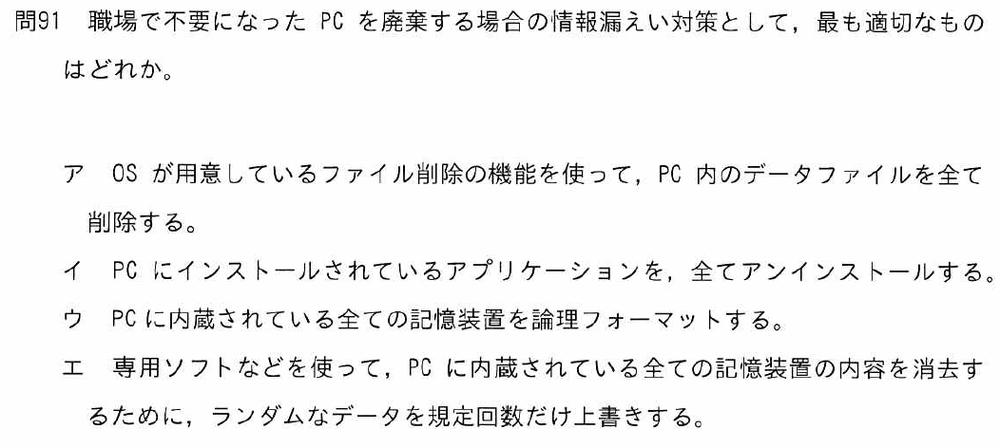 問91　職場で不要になった PC を廃棄する場合の情報漏えい対策として，最も適切なもの
はどれか。
ア　OS が用意しているファイル削除の機能を使って，PC 内のデータファイルを全て
削除する。
イ　PC にインストールされているアプリケーションを，全てアンインストールする。
ウ　PCに内蔵されている全ての記憶装置を論理フォーマットする。
エ　専用ソフトなどを使って，PC に内蔵されている全ての記憶装置の内容を消去す
るために，ランダムなデータを規定回数だけ上書きする。